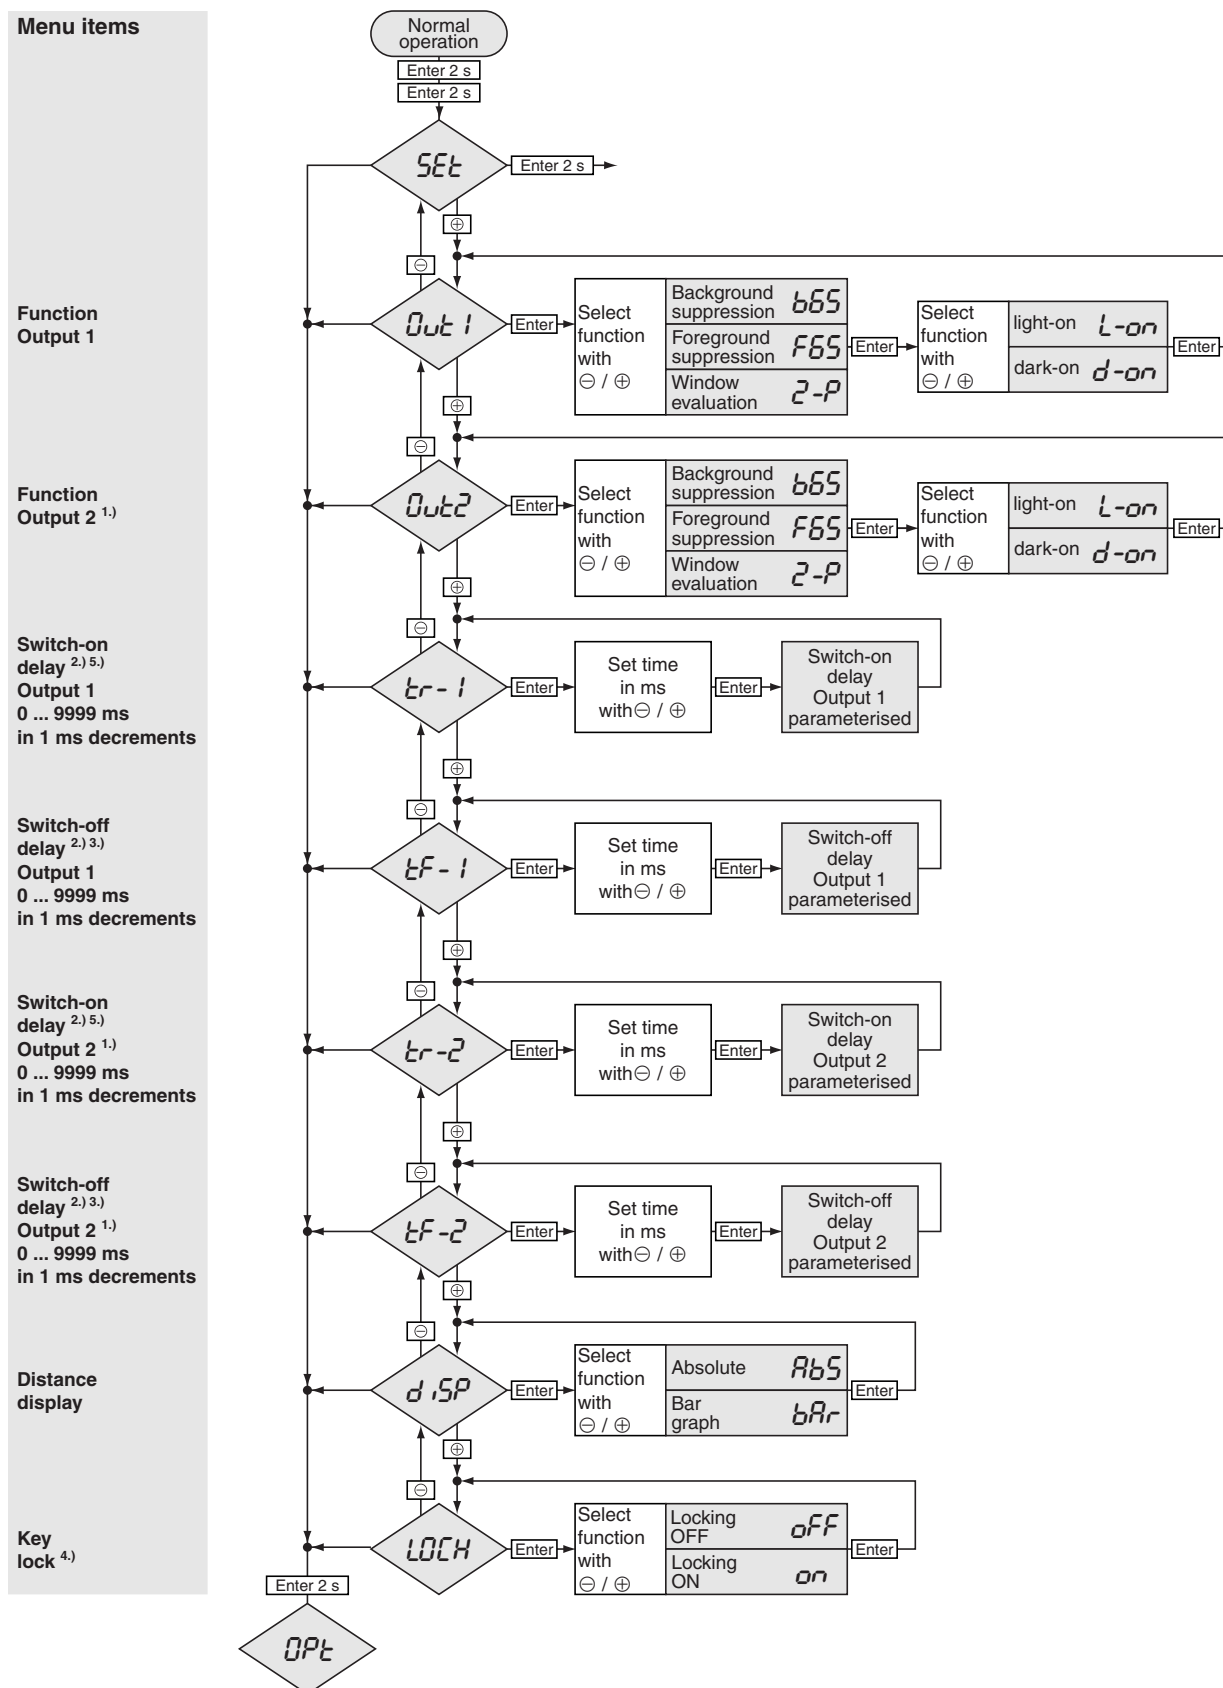 Menu items
Normal
operation
Enter 2 s
Enter 2 s
SEt
Enter 2 s
⊕
⊖
Function
Output 1
Out1
Enter
Select
function
with
⊖ / ⊕
Background
suppression
bGS
Foreground
suppression
FGS
Window
evaluation
2-P
Enter
Select
function
with
⊖ / ⊕
light-on
L-on
dark-on
d-on
Enter
⊕
⊖
Function
Output 2 1.)
Out2
Enter
Select
function
with
⊖ / ⊕
Background
suppression
bGS
Foreground
suppression
FGS
Window
evaluation
2-P
Enter
Select
function
with
⊖ / ⊕
light-on
L-on
dark-on
d-on
Enter
⊕
⊖
Switch-on
delay 2.) 5.)
Output 1
0 ... 9999 ms
in 1 ms decrements
tr-1
Enter
Set time
in ms
with⊖ / ⊕
Enter
Switch-on
delay
Output 1
parameterised
⊕
⊖
Switch-off
delay 2.) 3.)
Output 1
0 ... 9999 ms
in 1 ms decrements
tF-1
Enter
Set time
in ms
with⊖ / ⊕
Enter
Switch-off
delay
Output 1
parameterised
⊕
⊖
Switch-on
delay 2.) 5.)
Output 2 1.)
0 ... 9999 ms
in 1 ms decrements
tr-2
Enter
Set time
in ms
with⊖ / ⊕
Enter
Switch-on
delay
Output 2
parameterised
⊕
⊖
Switch-off
delay 2.) 3.)
Output 2 1.)
0 ... 9999 ms
in 1 ms decrements
tF-2
Enter
Set time
in ms
with⊖ / ⊕
Enter
Switch-off
delay
Output 2
parameterised
⊕
⊖
Distance
display
diSP
Enter
Select
function
with
⊖ / ⊕
Absolute
AbS
Bar
graph
bAr
Enter
⊕
⊖
Key
lock 4.)
LOCH
Enter
Select
function
with
⊖ / ⊕
Locking
OFF
oFF
Locking
ON
on
Enter
Enter 2 s
OPt